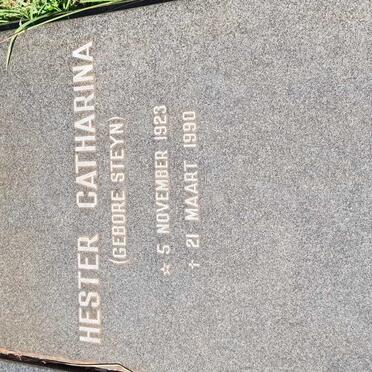 HESTER CATHARINA
(GEBORE STEYN)
☆ 5 NOVEMBER 1923
† 21 MAART 1990